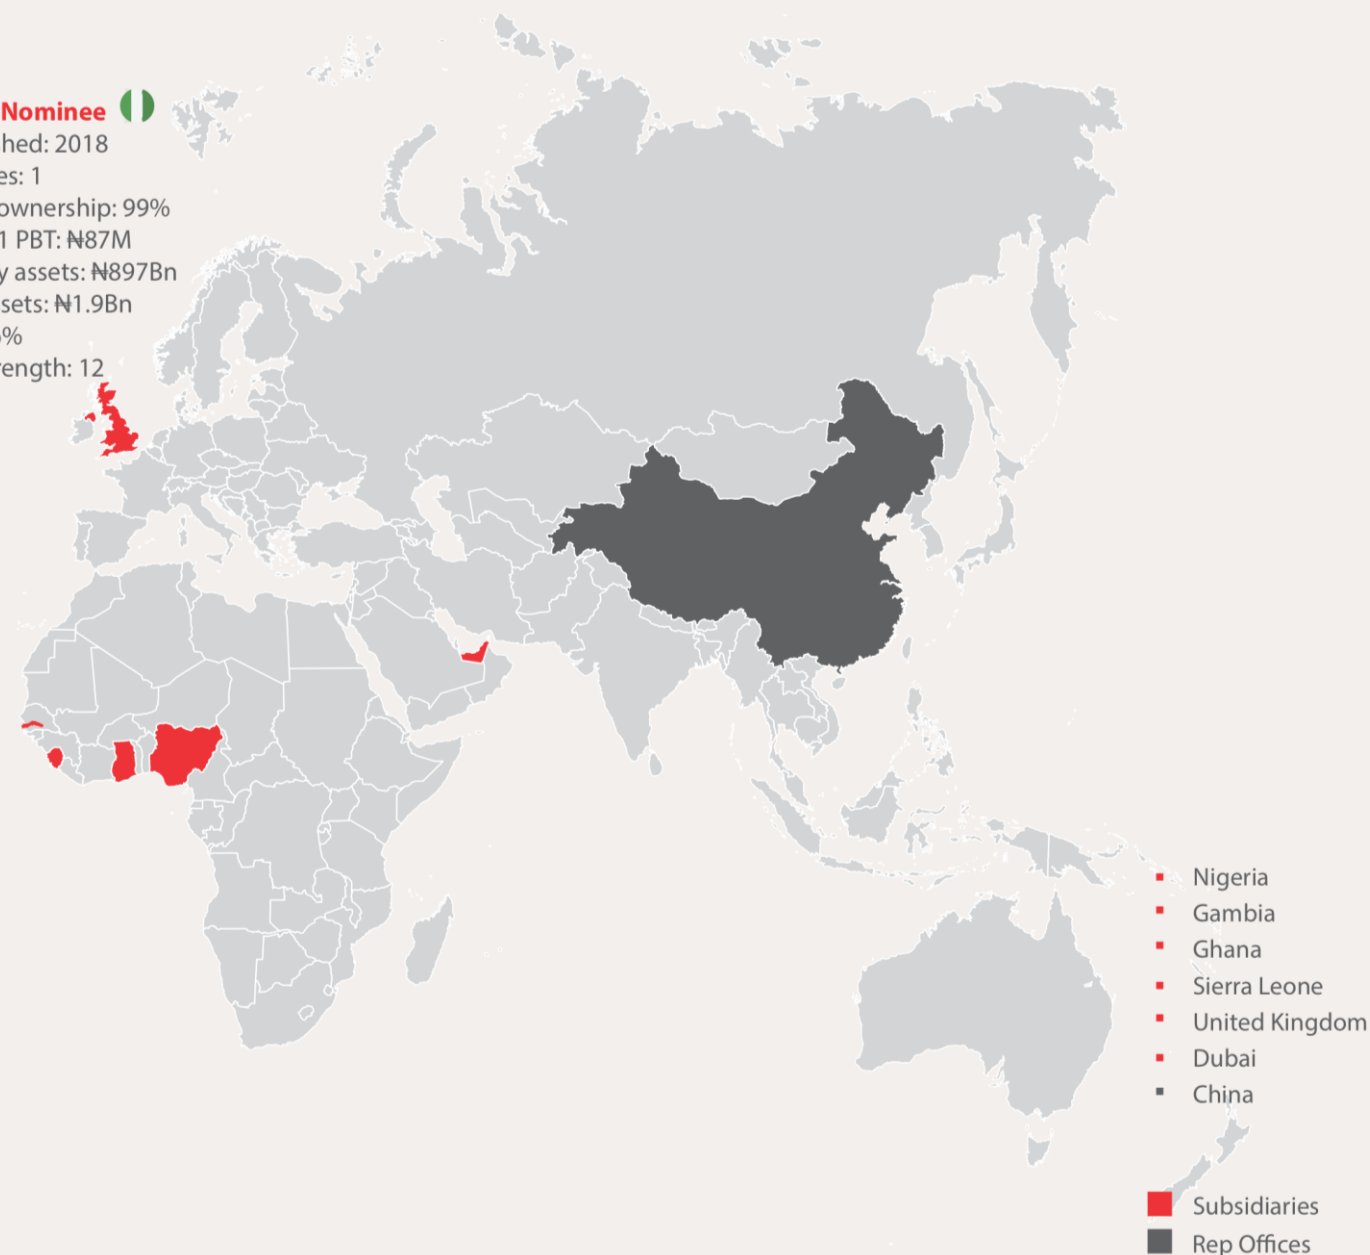 Nominee
ched: 2018
es: 1
ownership: 99%
1 PBT: ₦87M
y assets: ₦897Bn
sets: ₦1.9Bn
%
rength: 12
Nigeria
Gambia
Ghana
Sierra Leone
United Kingdom
Dubai
China
Subsidiaries
Rep Offices